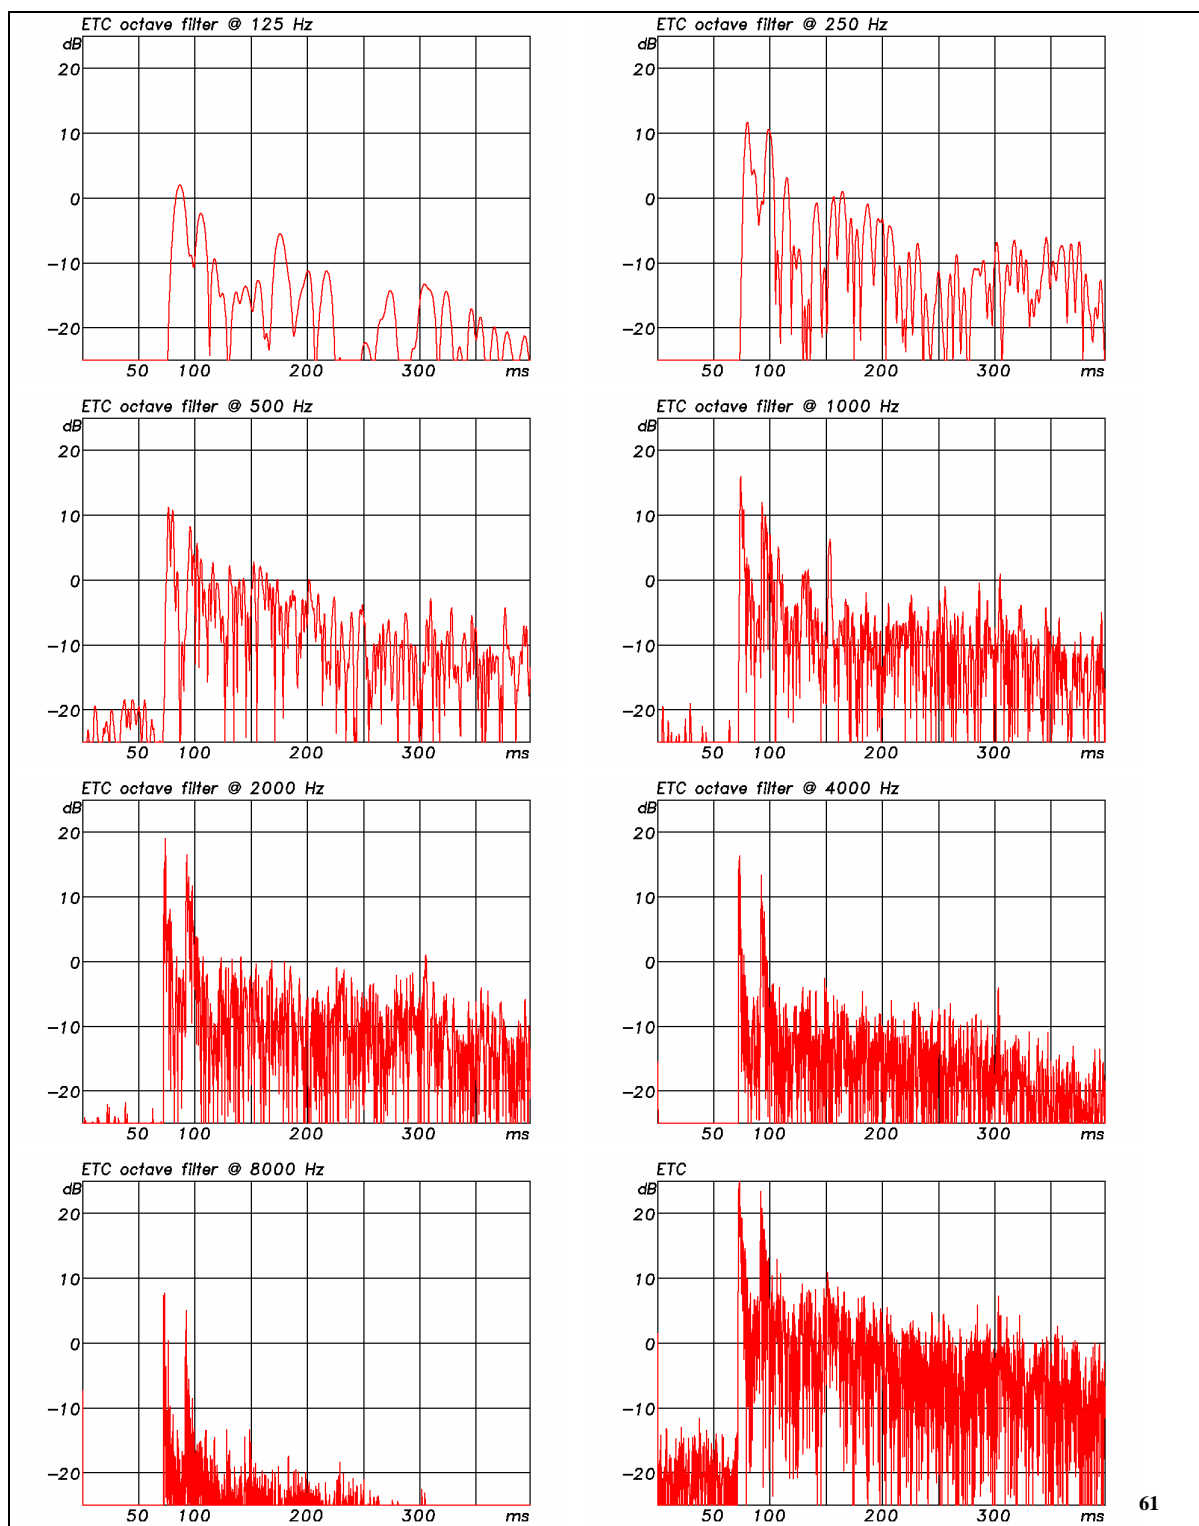 ETC octave filter @ 125 Hz
dB
20
10
0
-10
-20
50 100 200 300 ms
ETC octave filter @ 250 Hz
dB
20
10
0
-10
-20
50 100 200 300 ms
ETC octave filter @ 500 Hz
dB
20
10
0
-10
-20
50 100 200 300 ms
ETC octave filter @ 1000 Hz
dB
20
10
0
-10
-20
50 100 200 300 ms
ETC octave filter @ 2000 Hz
dB
20
10
0
-10
-20
50 100 200 300 ms
ETC octave filter @ 4000 Hz
dB
20
10
0
-10
-20
50 100 200 300 ms
ETC octave filter @ 8000 Hz
dB
20
10
0
-10
-20
50 100 200 300 ms
ETC
dB
20
10
0
-10
-20
50 100 200 300 ms
61